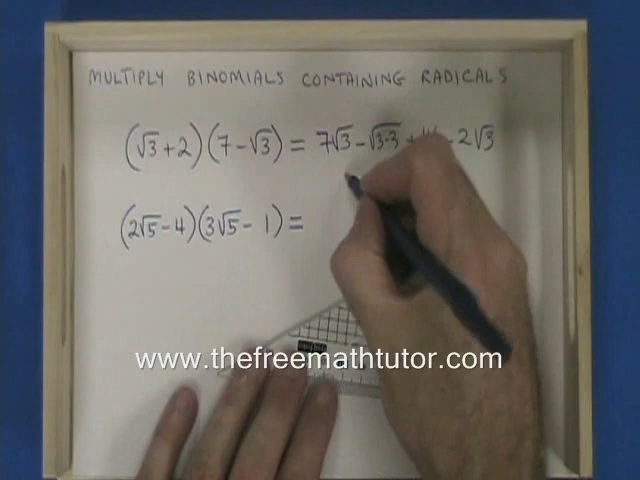 MULTIPLY BINOMIALS CONTAINING RADICALS
(√3 + 2)(7 − √3) = 7√3 − √3·3 + − 2√3
(2√5 − 4)(3√5 − 1) =
www.thefreemathtutor.com